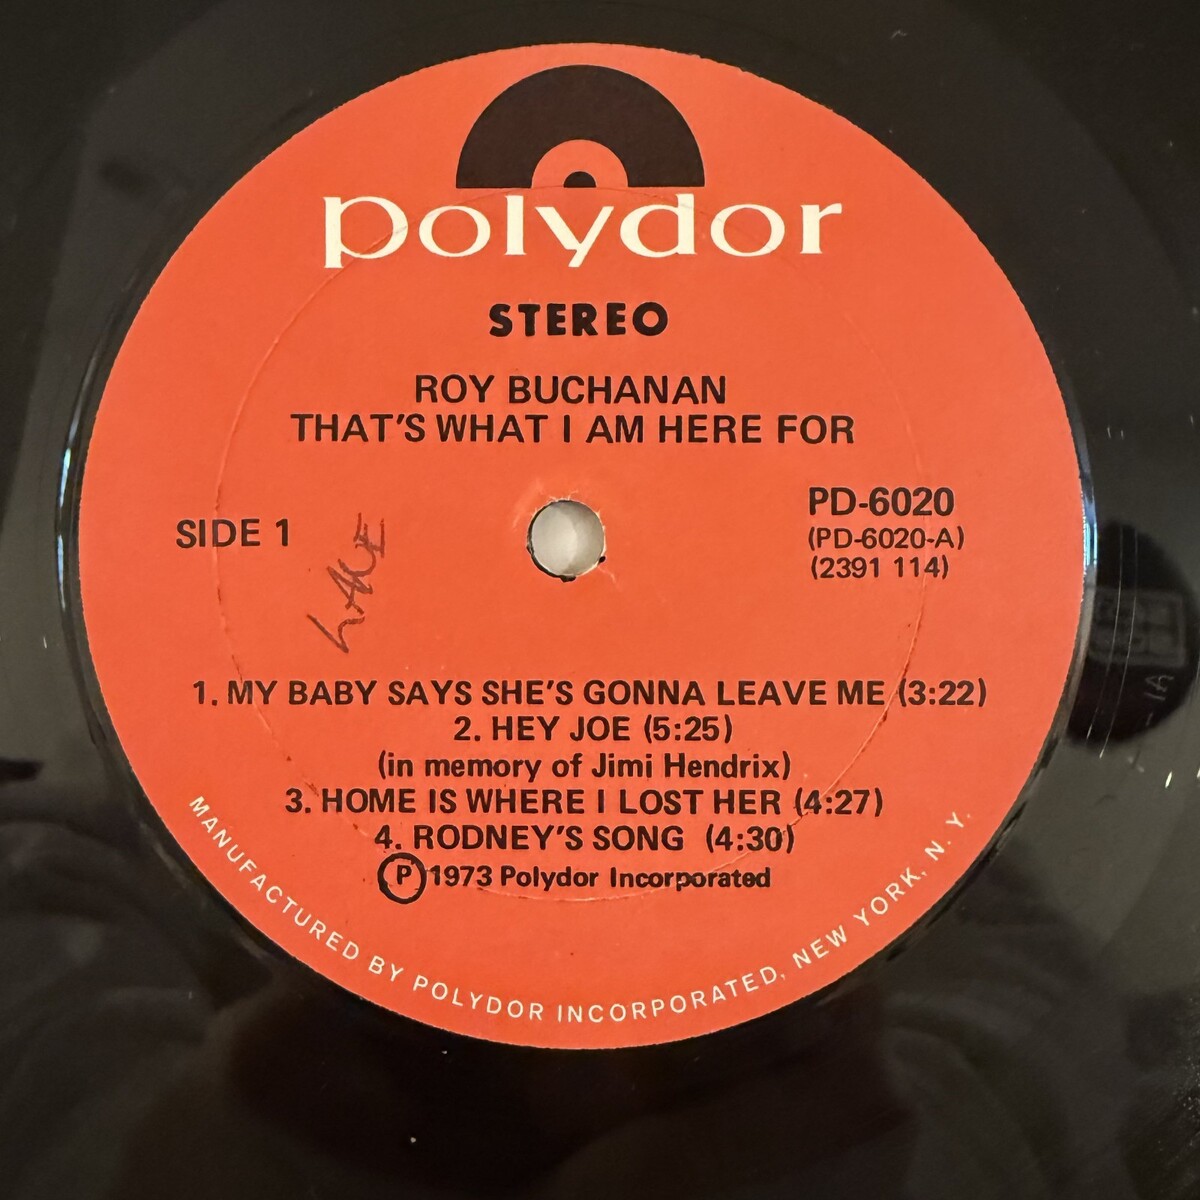 polydor
STEREO
ROY BUCHANAN
THAT'S WHAT I AM HERE FOR
SIDE 1
PD-6020
(PD-6020-A)
(2391 114)
1. MY BABY SAYS SHE'S GONNA LEAVE ME (3:22)
2. HEY JOE (5:25)
(in memory of Jimi Hendrix)
3. HOME IS WHERE I LOST HER (4:27)
4. RODNEY'S SONG (4:30)
Ⓟ 1973 Polydor Incorporated
MANUFACTURED BY POLYDOR INCORPORATED, NEW YORK, N. Y.